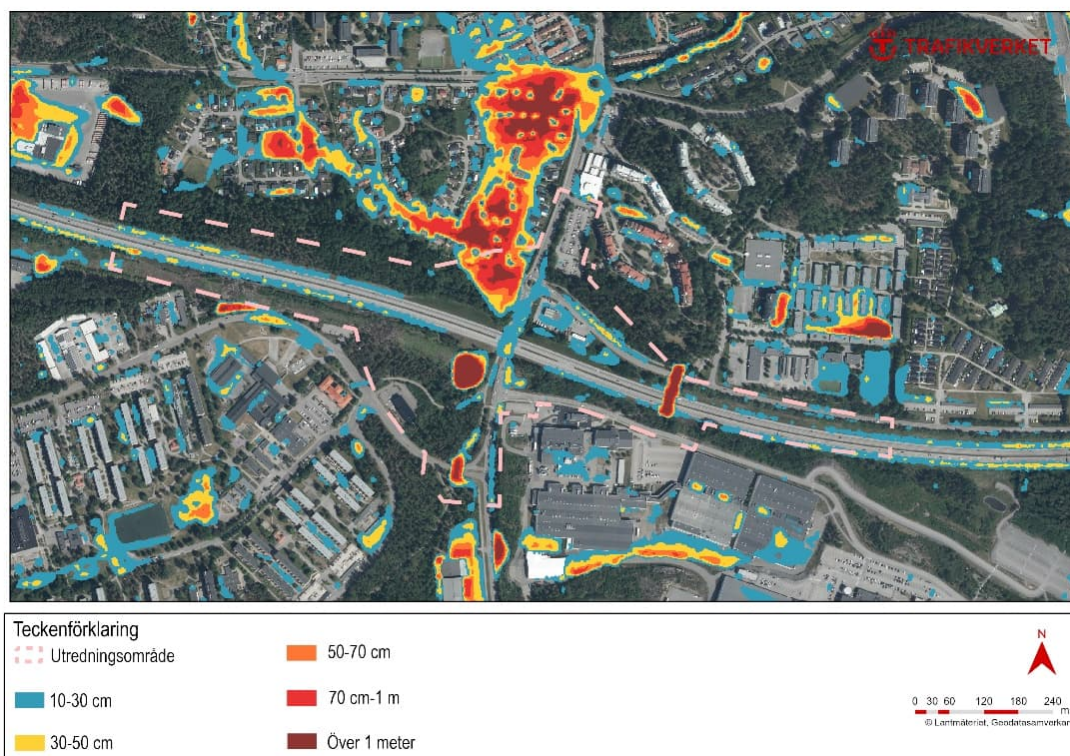 TRAFIKVERKET
Teckenförklaring
Utredningsområde
10-30 cm
30-50 cm
50-70 cm
70 cm-1 m
Över 1 meter
N
0 30 60 120 180 240
m
© Lantmäteriet, Geodatasamverkan